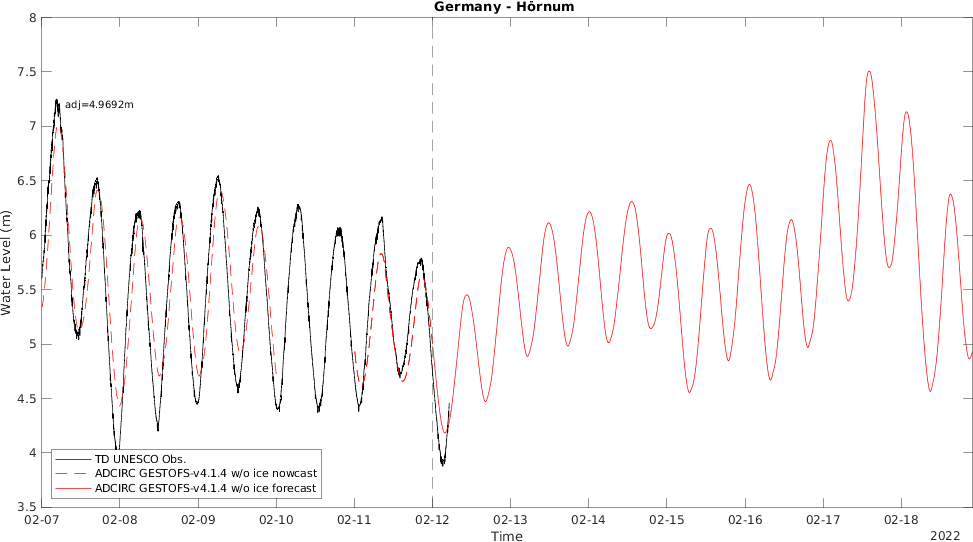 Germany - Hörnum
8
7.5
7
6.5
6
5.5
5
4.5
4
3.5
Water Level (m)
adj=4.9692m
TD UNESCO Obs.
ADCIRC GESTOFS-v4.1.4 w/o ice nowcast
ADCIRC GESTOFS-v4.1.4 w/o ice forecast
02-07 02-08 02-09 02-10 02-11 02-12 02-13 02-14 02-15 02-16 02-17 02-18
Time
2022